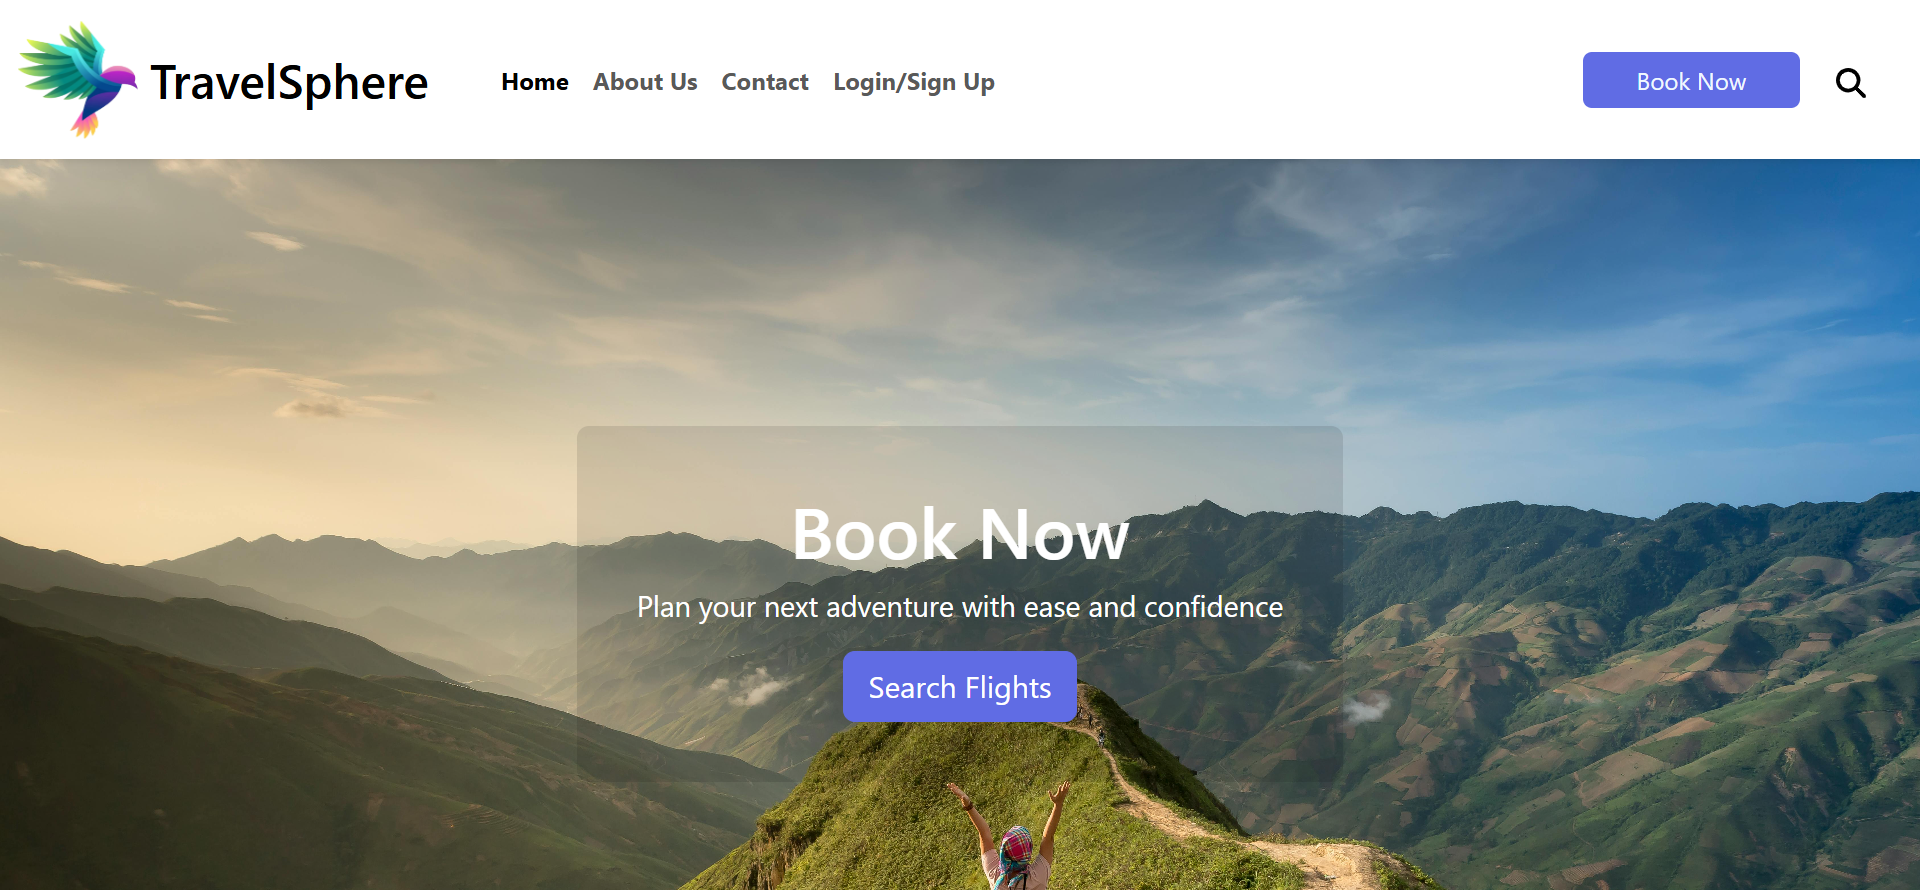 TravelSphere
Home About Us Contact Login/Sign Up
Book Now
Book Now
Plan your next adventure with ease and confidence
Search Flights